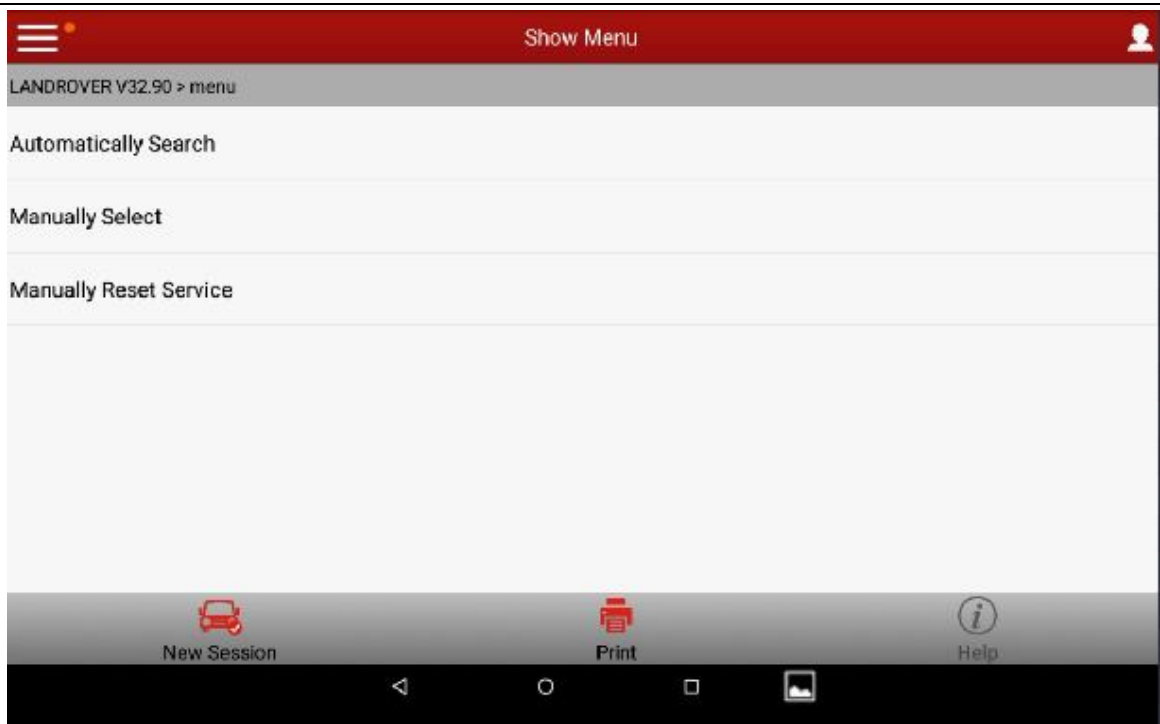 Show Menu
LANDROVER V32.90 > menu
Automatically Search
Manually Select
Manually Reset Service
New Session
Print
Help